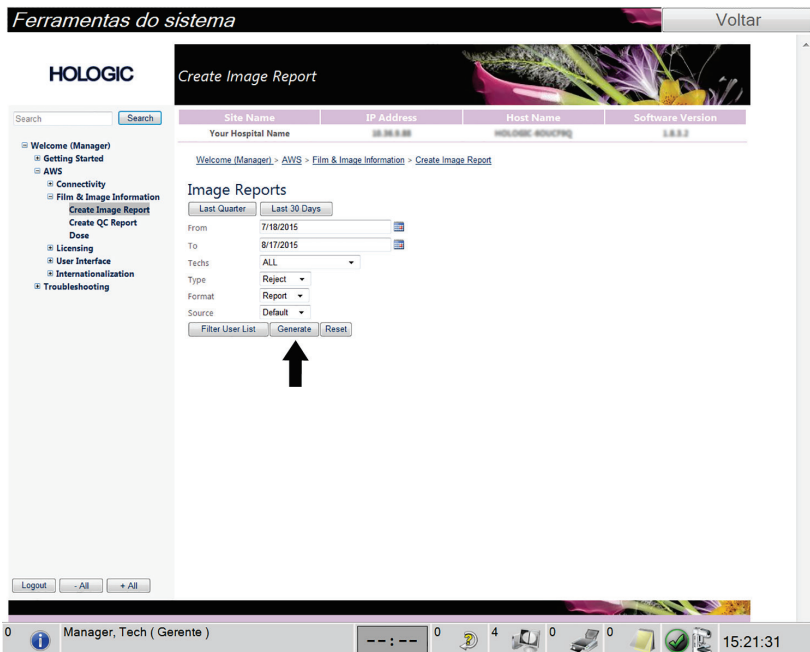 Ferramentas do sistema
Voltar
HOLOGIC
Create Image Report
Search
Search
Site Name IP Address Host Name Software Version
Your Hospital Name
Welcome (Manager)
Getting Started
AWS
Connectivity
Film & Image Information
Create Image Report
Create QC Report
Dose
Licensing
User Interface
Internationalization
Troubleshooting
Welcome (Manager) > AWS > Film & Image Information > Create Image Report
Image Reports
Last Quarter Last 30 Days
From 7/18/2015
To 8/17/2015
Techs ALL
Type Reject
Format Report
Source Default
Filter User List Generate Reset
Logout - All + All
0 Manager, Tech ( Gerente ) --:-- 0 4 0 0 15:21:31